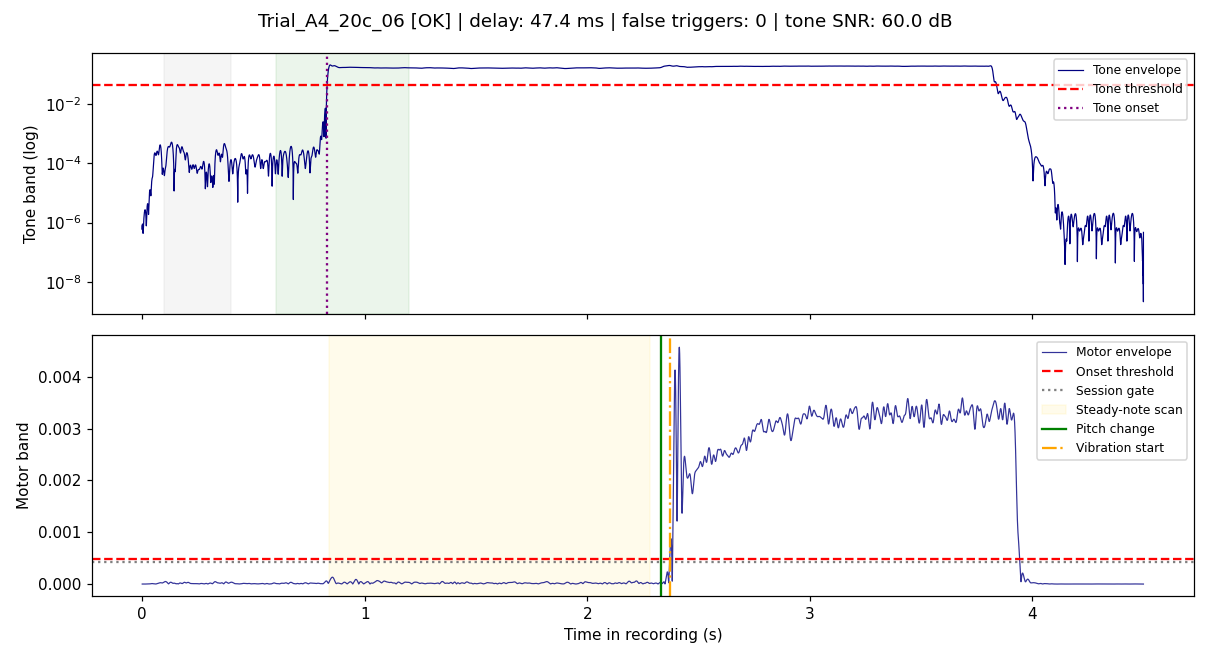 Trial_A4_20c_06 [OK] | delay: 47.4 ms | false triggers: 0 | tone SNR: 60.0 dB
Tone band (log)
10⁻²
10⁻⁴
10⁻⁶
10⁻⁸
Tone envelope
Tone threshold
Tone onset
Motor band
0.004
0.003
0.002
0.001
0.000
Motor envelope
Onset threshold
Session gate
Steady-note scan
Pitch change
Vibration start
0 1 2 3 4
Time in recording (s)